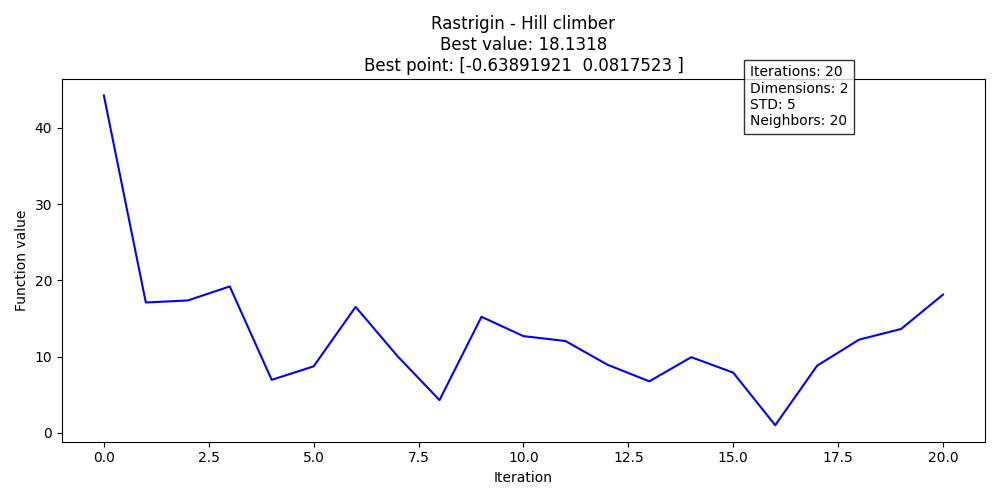 Rastrigin - Hill climber
Best value: 18.1318
Best point: [-0.63891921  0.0817523 ]
Iterations: 20
Dimensions: 2
STD: 5
Neighbors: 20
Function value
40
30
20
10
0
0.0 2.5 5.0 7.5 10.0 12.5 15.0 17.5 20.0
Iteration